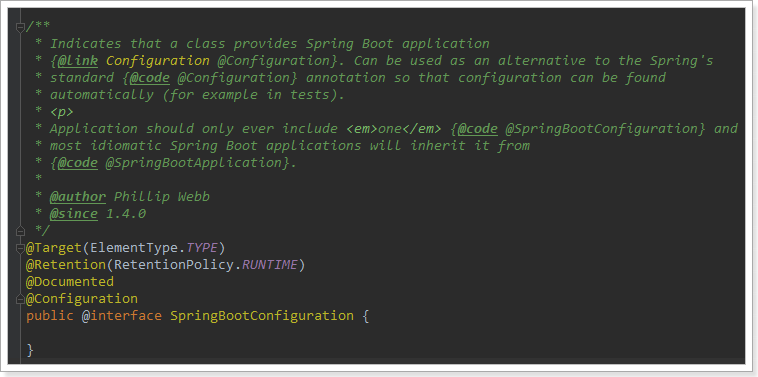 /**
 * Indicates that a class provides Spring Boot application
 * {@link Configuration @Configuration}. Can be used as an alternative to the Spring's
 * standard {@code @Configuration} annotation so that configuration can be found
 * automatically (for example in tests).
 * <p>
 * Application should only ever include <em>one</em> {@code @SpringBootConfiguration} and
 * most idiomatic Spring Boot applications will inherit it from
 * {@code @SpringBootApplication}.
 *
 * @author Phillip Webb
 * @since 1.4.0
 */
@Target(ElementType.TYPE)
@Retention(RetentionPolicy.RUNTIME)
@Documented
@Configuration
public @interface SpringBootConfiguration {

}